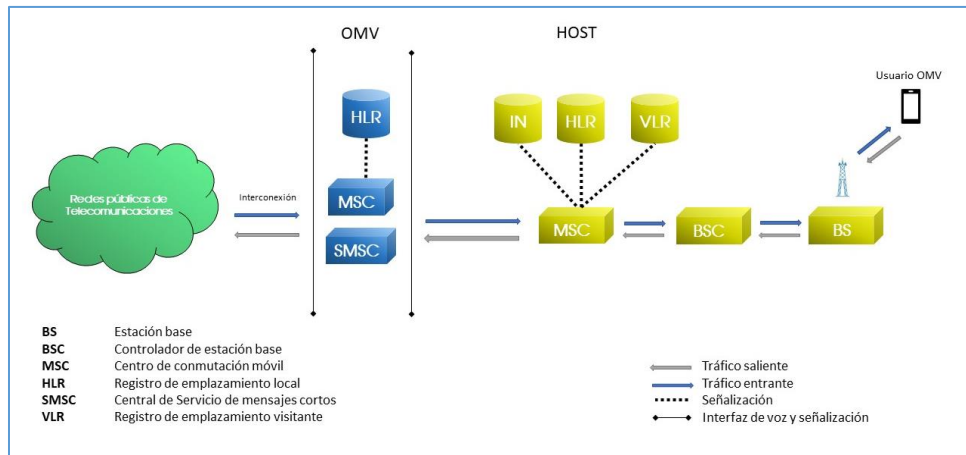 OMV
HOST
Usuario OMV
HLR
IN
HLR
VLR
Redes públicas de
Telecomunicaciones
Interconexión
MSC
SMSC
MSC
BSC
BS
BS Estación base
BSC Controlador de estación base
MSC Centro de conmutación móvil
HLR Registro de emplazamiento local
SMSC Central de Servicio de mensajes cortos
VLR Registro de emplazamiento visitante
Tráfico saliente
Tráfico entrante
Señalización
Interfaz de voz y señalización